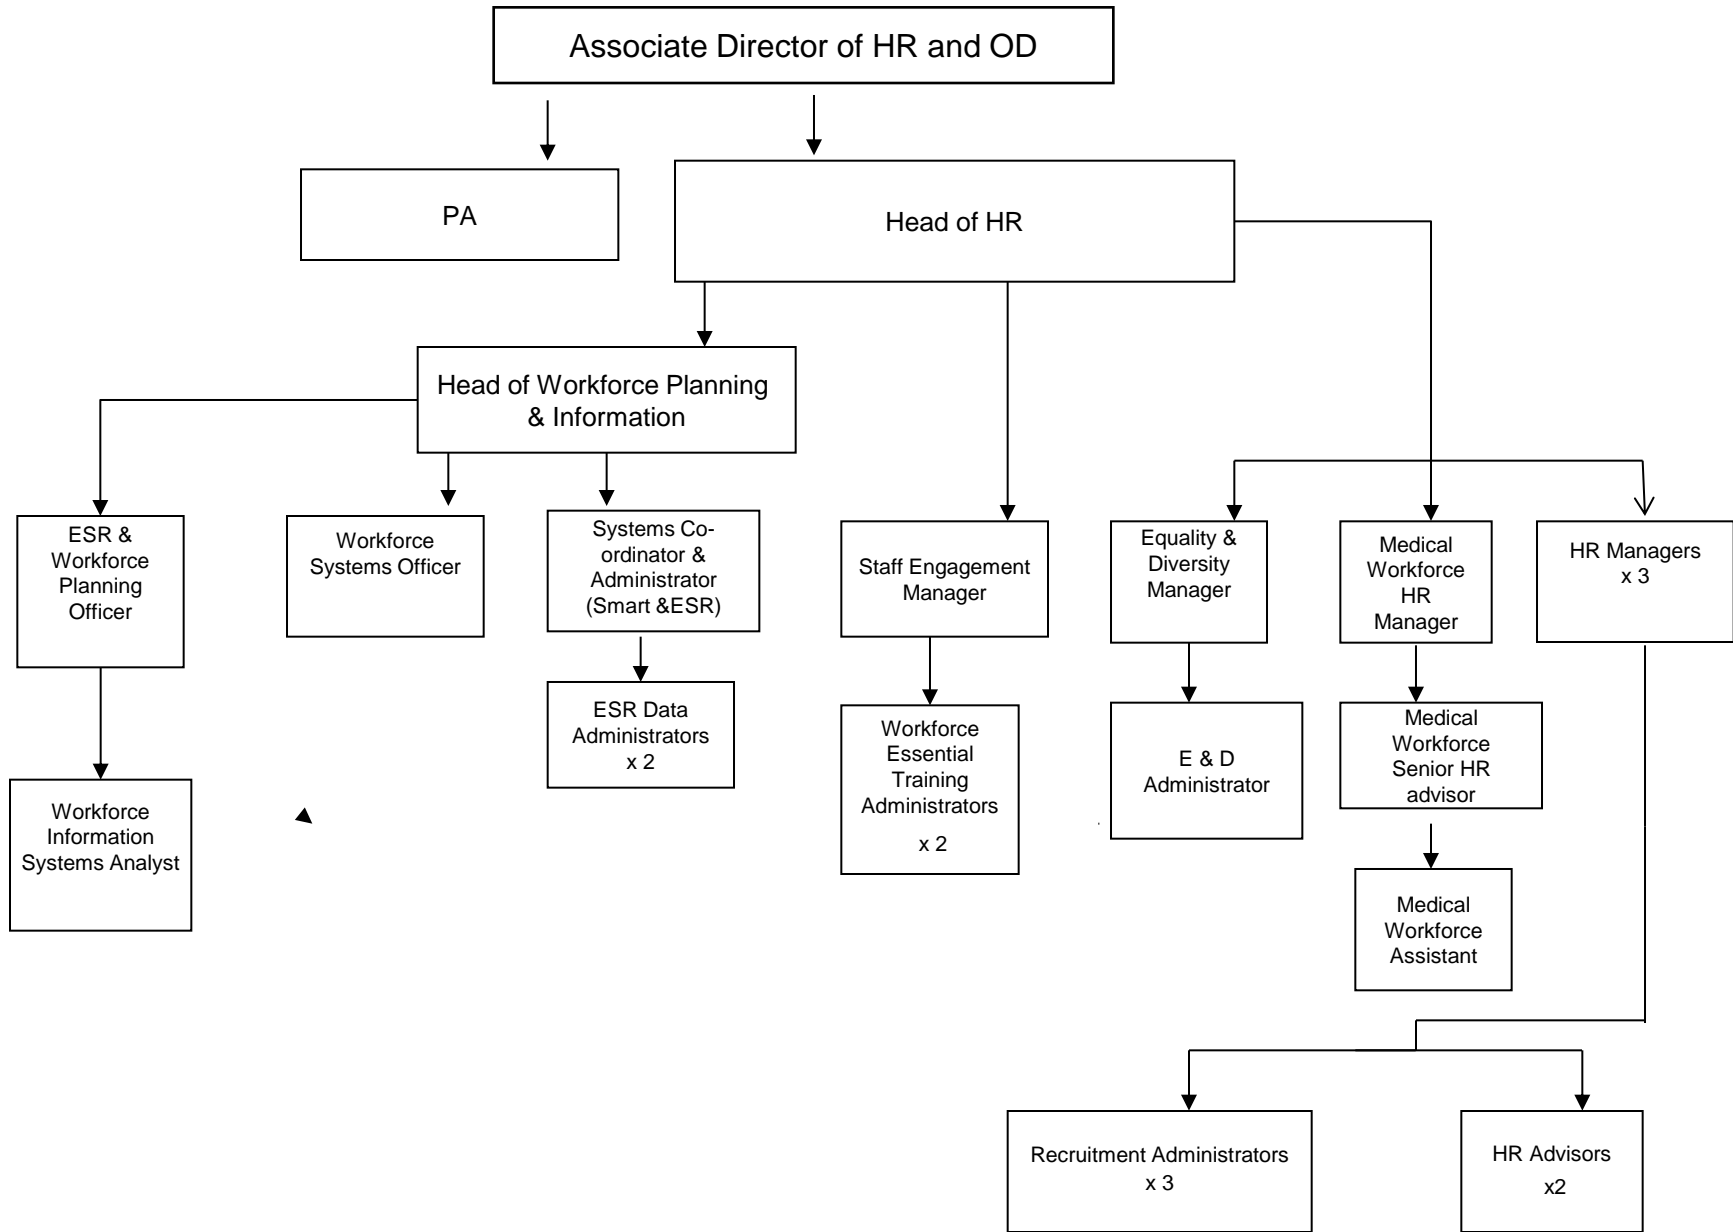 Associate Director of HR and OD
PA
Head of HR
Head of Workforce Planning
& Information
ESR &
Workforce
Planning
Officer
Workforce
Systems Officer
Systems Co-
ordinator &
Administrator
(Smart &ESR)
Staff Engagement
Manager
Equality &
Diversity
Manager
Medical
Workforce
HR
Manager
HR Managers
x 3
ESR Data
Administrators
x 2
Workforce
Essential
Training
Administrators
x 2
E & D
Administrator
Medical
Workforce
Senior HR
advisor
Workforce
Information
Systems Analyst
Medical
Workforce
Assistant
Recruitment Administrators
x 3
HR Advisors
x2